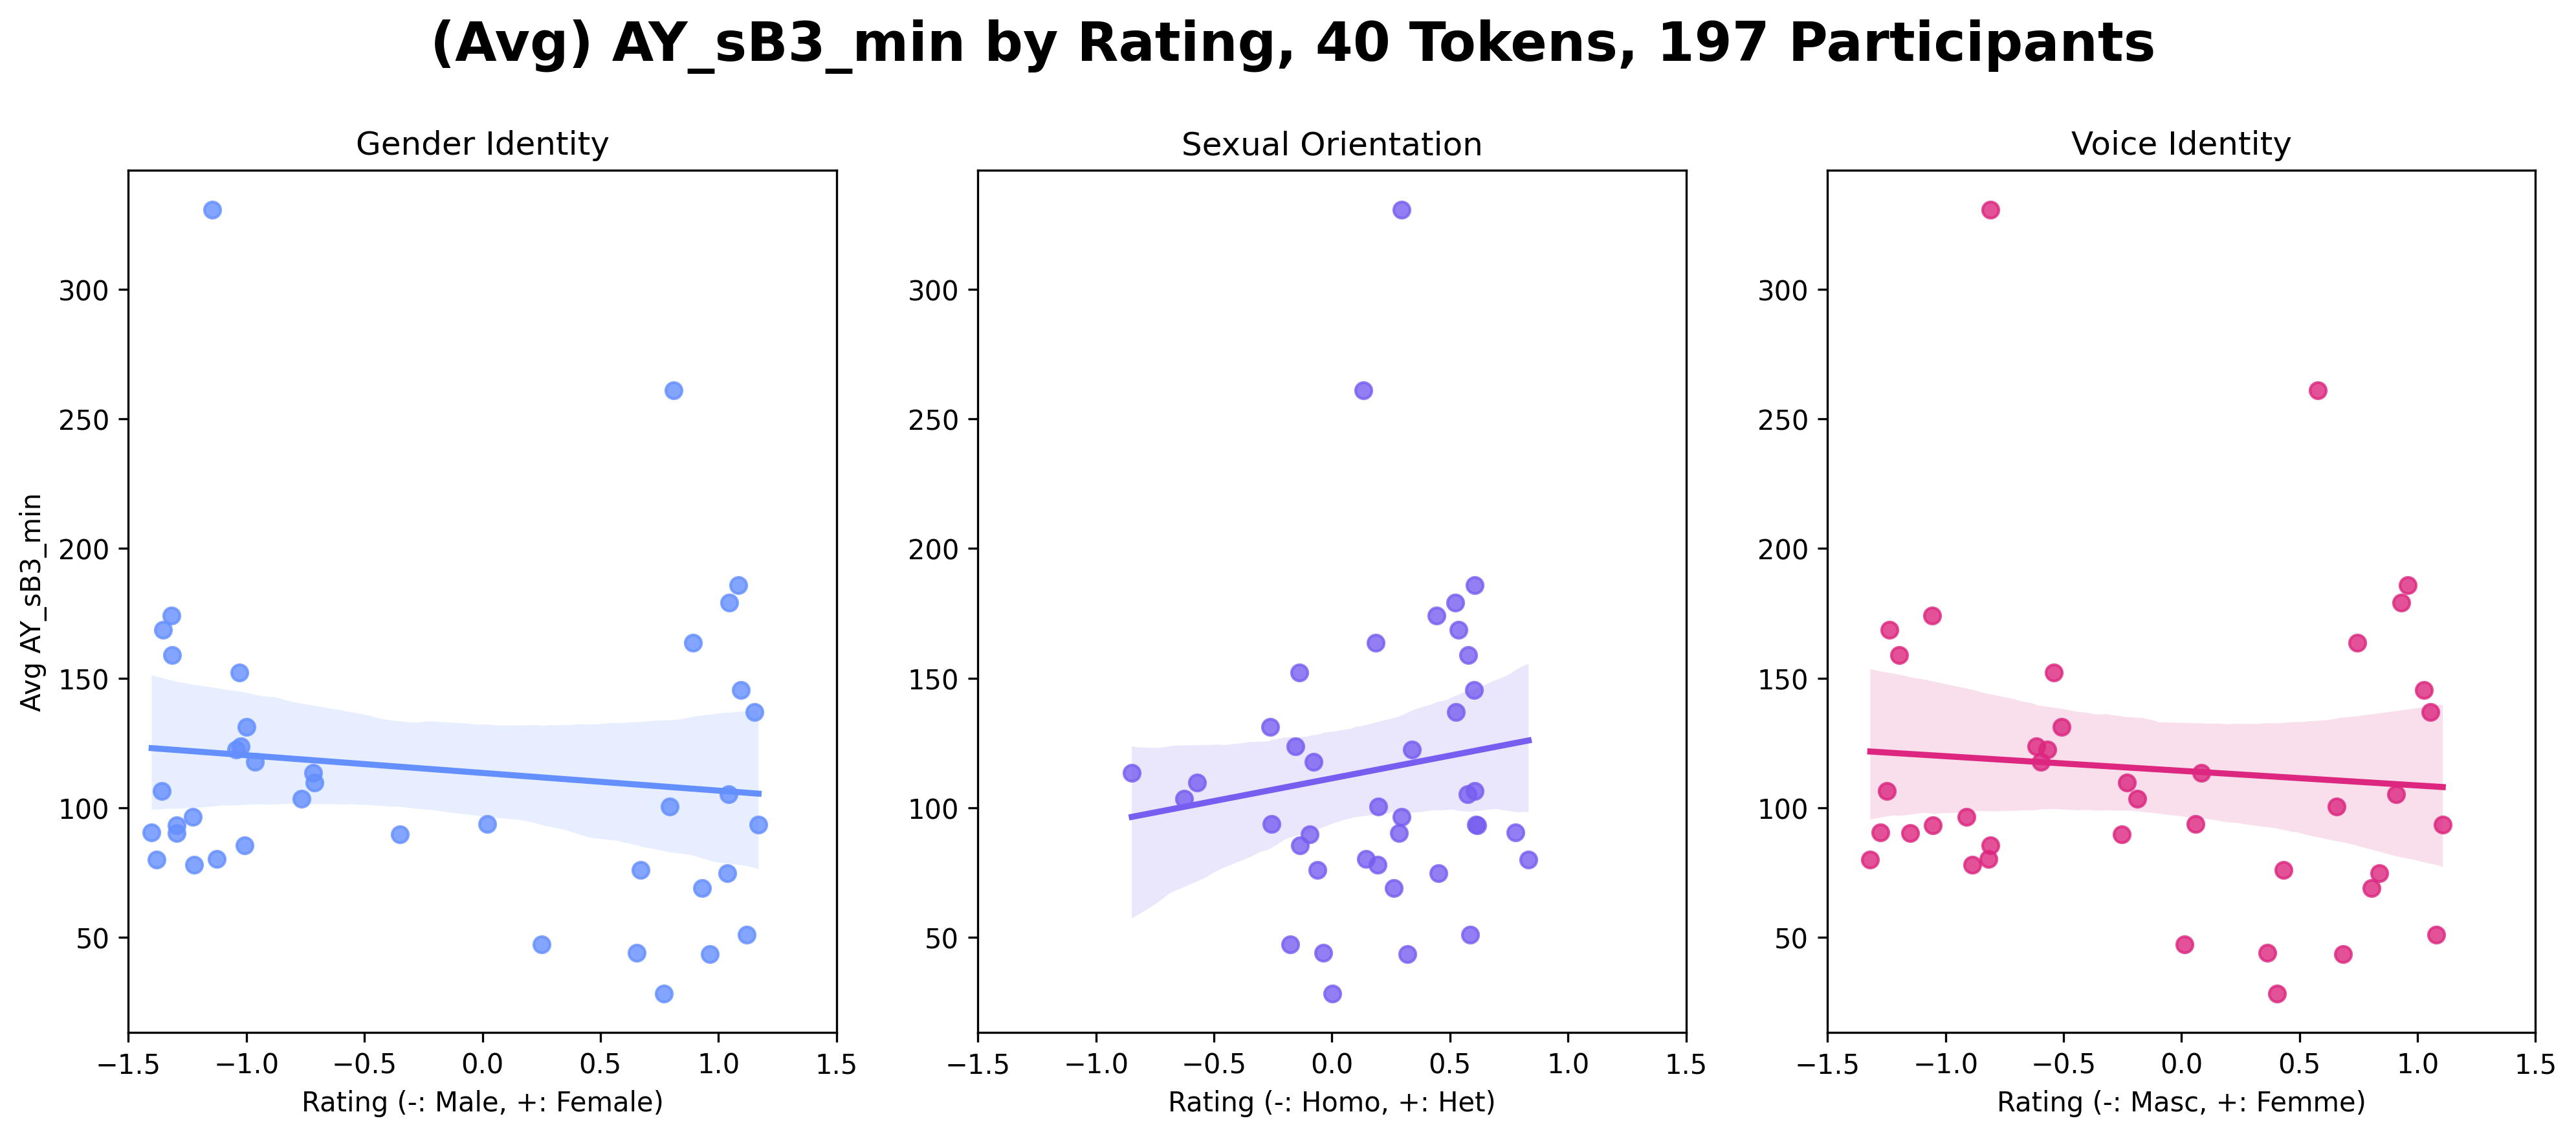 (Avg) AY_sB3_min by Rating, 40 Tokens, 197 Participants
Gender Identity
Sexual Orientation
Voice Identity
Avg AY_sB3_min
300
250
200
150
100
50
−1.5 −1.0 −0.5 0.0 0.5 1.0 1.5
Rating (-: Male, +: Female)
300
250
200
150
100
50
−1.5 −1.0 −0.5 0.0 0.5 1.0 1.5
Rating (-: Homo, +: Het)
300
250
200
150
100
50
−1.5 −1.0 −0.5 0.0 0.5 1.0 1.5
Rating (-: Masc, +: Femme)